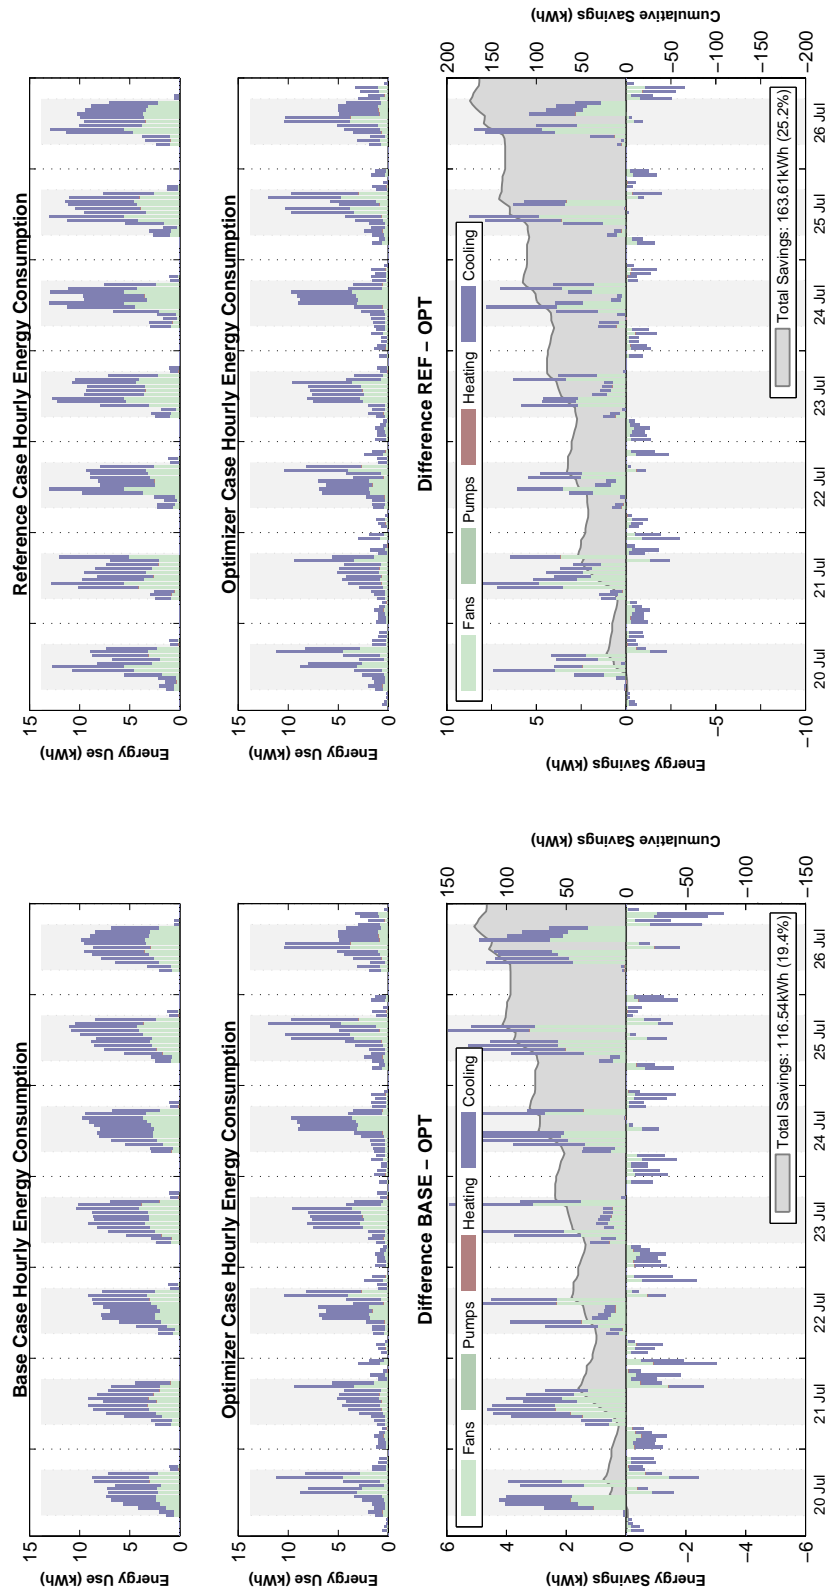 Base Case Hourly Energy Consumption
Energy Use (kWh)
15
10
5
0
Optimizer Case Hourly Energy Consumption
Energy Use (kWh)
15
10
5
0
Difference BASE − OPT
Fans Pumps Heating Cooling
Energy Savings (kWh)
6
4
2
0
−2
−4
−6
Cumulative Savings (kWh)
150
100
50
0
−50
−100
−150
Total Savings: 116.54kWh (19.4%)
20 Jul 21 Jul 22 Jul 23 Jul 24 Jul 25 Jul 26 Jul
Reference Case Hourly Energy Consumption
Energy Use (kWh)
15
10
5
0
Optimizer Case Hourly Energy Consumption
Energy Use (kWh)
15
10
5
0
Difference REF − OPT
Fans Pumps Heating Cooling
Energy Savings (kWh)
10
5
0
−5
−10
Cumulative Savings (kWh)
200
150
100
50
0
−50
−100
−150
−200
Total Savings: 163.61kWh (25.2%)
20 Jul 21 Jul 22 Jul 23 Jul 24 Jul 25 Jul 26 Jul